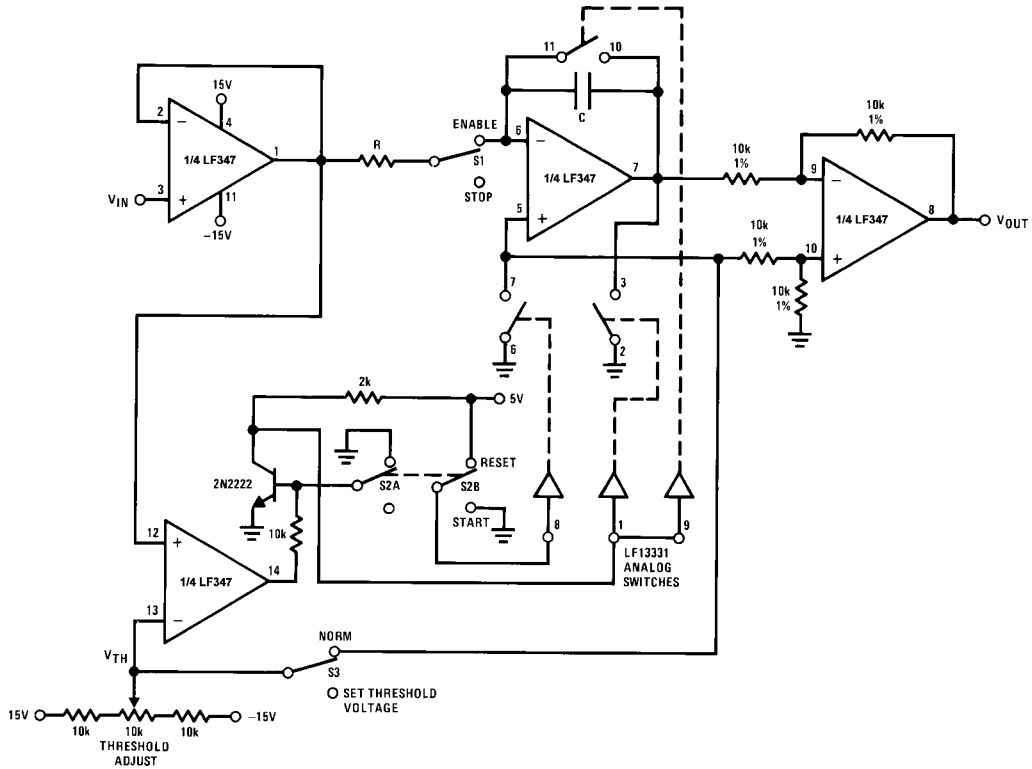 11
10
15V
C
10k
1%
2
4
ENABLE
6
10k
1%
1/4 LF347
1
R
S1
1/4 LF347
7
9
STOP
1/4 LF347
8
VIN
3
11
5
10k
1%
VOUT
-15V
10
7
3
10k
1%
6
2
2k
5V
RESET
2N2222
S2A
S2B
START
10k
8
1
9
12
LF13331
ANALOG
SWITCHES
14
1/4 LF347
13
NORM
VTH
S3
SET THRESHOLD
VOLTAGE
15V
-15V
10k
10k
10k
THRESHOLD
ADJUST